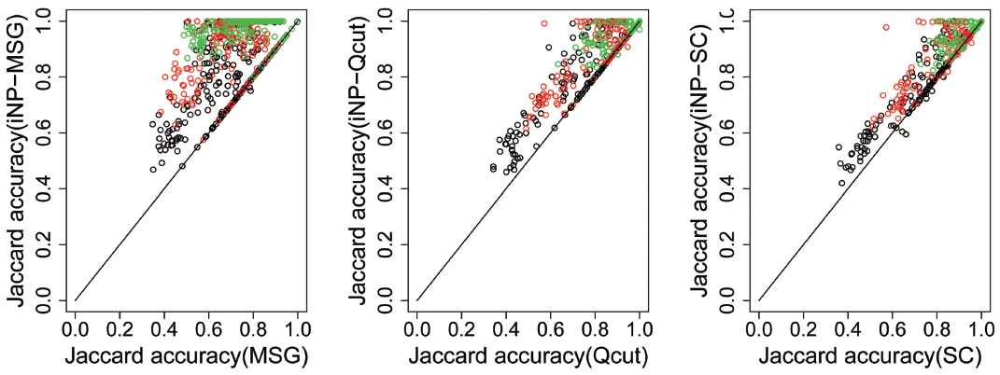 Jaccard accuracy(iNP−MSG)
0.0 0.2 0.4 0.6 0.8 1.0
0.0 0.2 0.4 0.6 0.8 1.0
Jaccard accuracy(MSG)
Jaccard accuracy(iNP−Qcut)
0.0 0.2 0.4 0.6 0.8 1.0
0.0 0.2 0.4 0.6 0.8 1.0
Jaccard accuracy(Qcut)
Jaccard accuracy(iNP−SC)
0.0 0.2 0.4 0.6 0.8 1.0
0.0 0.2 0.4 0.6 0.8 1.0
Jaccard accuracy(SC)